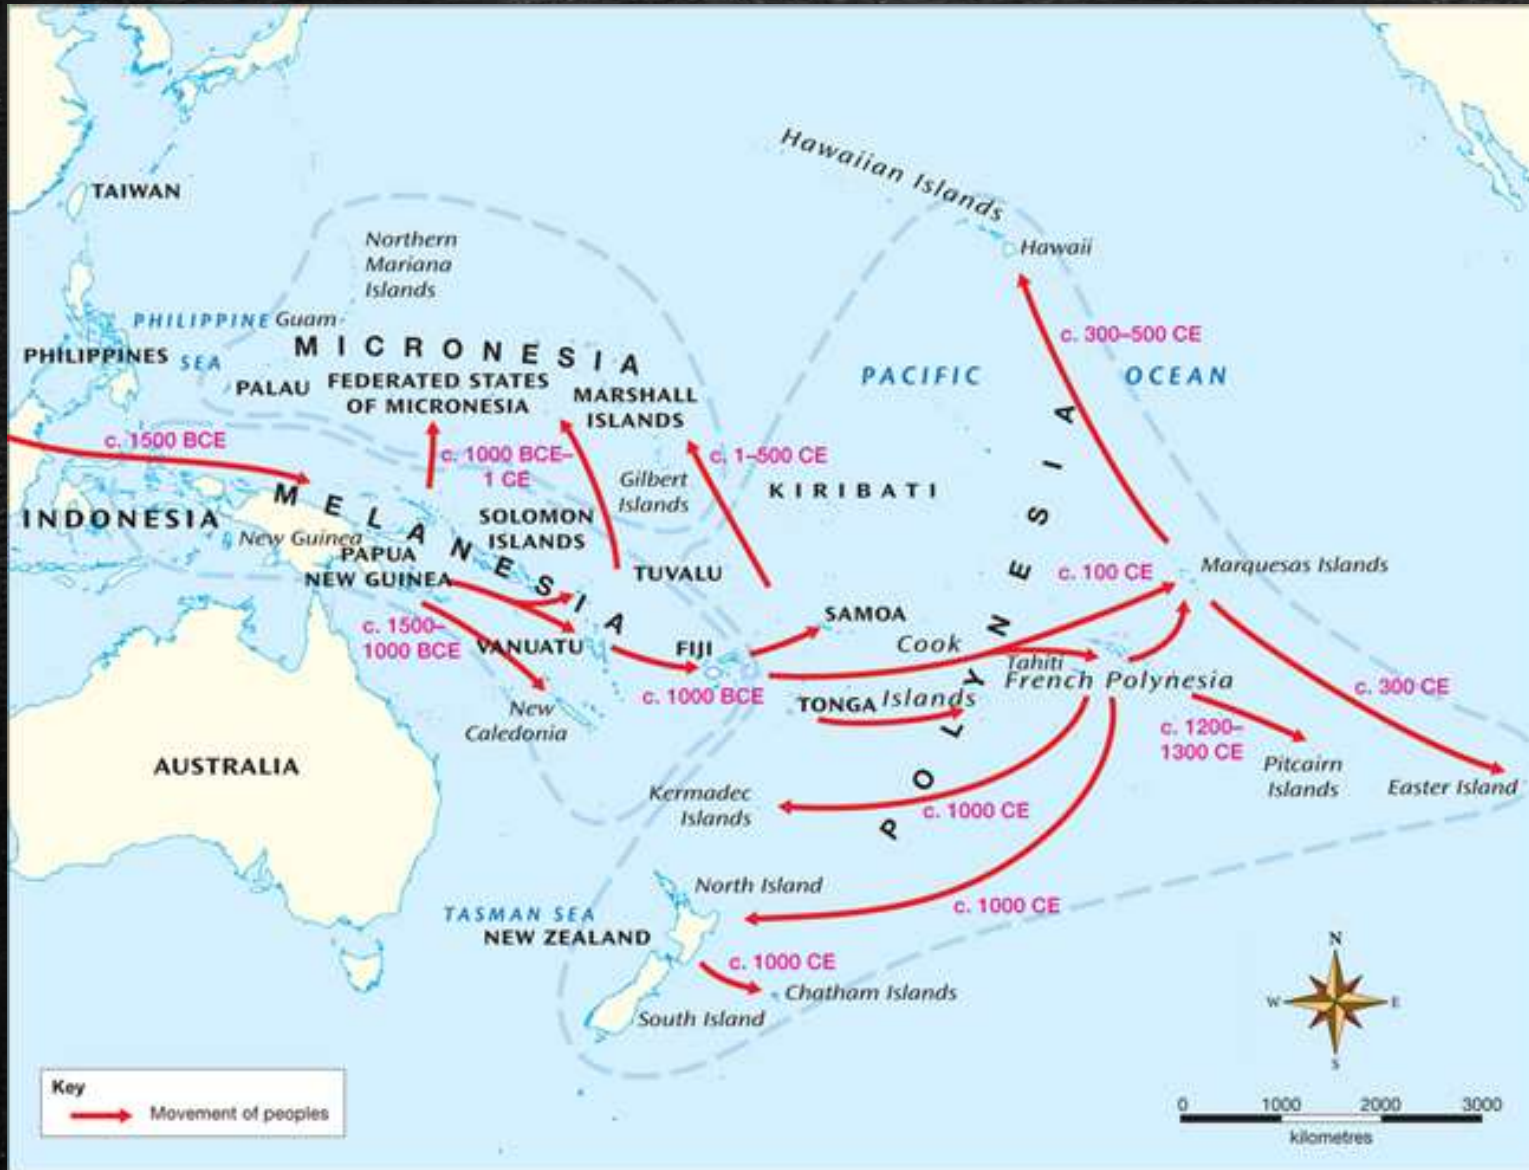 Hawaiian Islands
TAIWAN
Hawaii
Northern
Mariana
Islands
PHILIPPINE
SEA
Guam
c. 300–500 CE
PHILIPPINES
MICRONESIA
PALAU
FEDERATED STATES
OF MICRONESIA
MARSHALL
ISLANDS
PACIFIC
OCEAN
c. 1500 BCE
c. 1000 BCE–
1 CE
c. 1–500 CE
Gilbert
Islands
KIRIBATI
MELANESIA
INDONESIA
New Guinea
PAPUA
NEW GUINEA
SOLOMON
ISLANDS
TUVALU
POLYNESIA
c. 100 CE
Marquesas Islands
SAMOA
c. 1500–
1000 BCE
VANUATU
FIJI
Cook
Islands
Tahiti
French Polynesia
c. 1000 BCE
TONGA
c. 300 CE
New
Caledonia
c. 1200–
1300 CE
AUSTRALIA
Pitcairn
Islands
Easter Island
Kermadec
Islands
c. 1000 CE
North Island
c. 1000 CE
TASMAN SEA
NEW ZEALAND
c. 1000 CE
Chatham Islands
South Island
N
W
E
S
Key
Movement of peoples
0 1000 2000 3000
kilometres